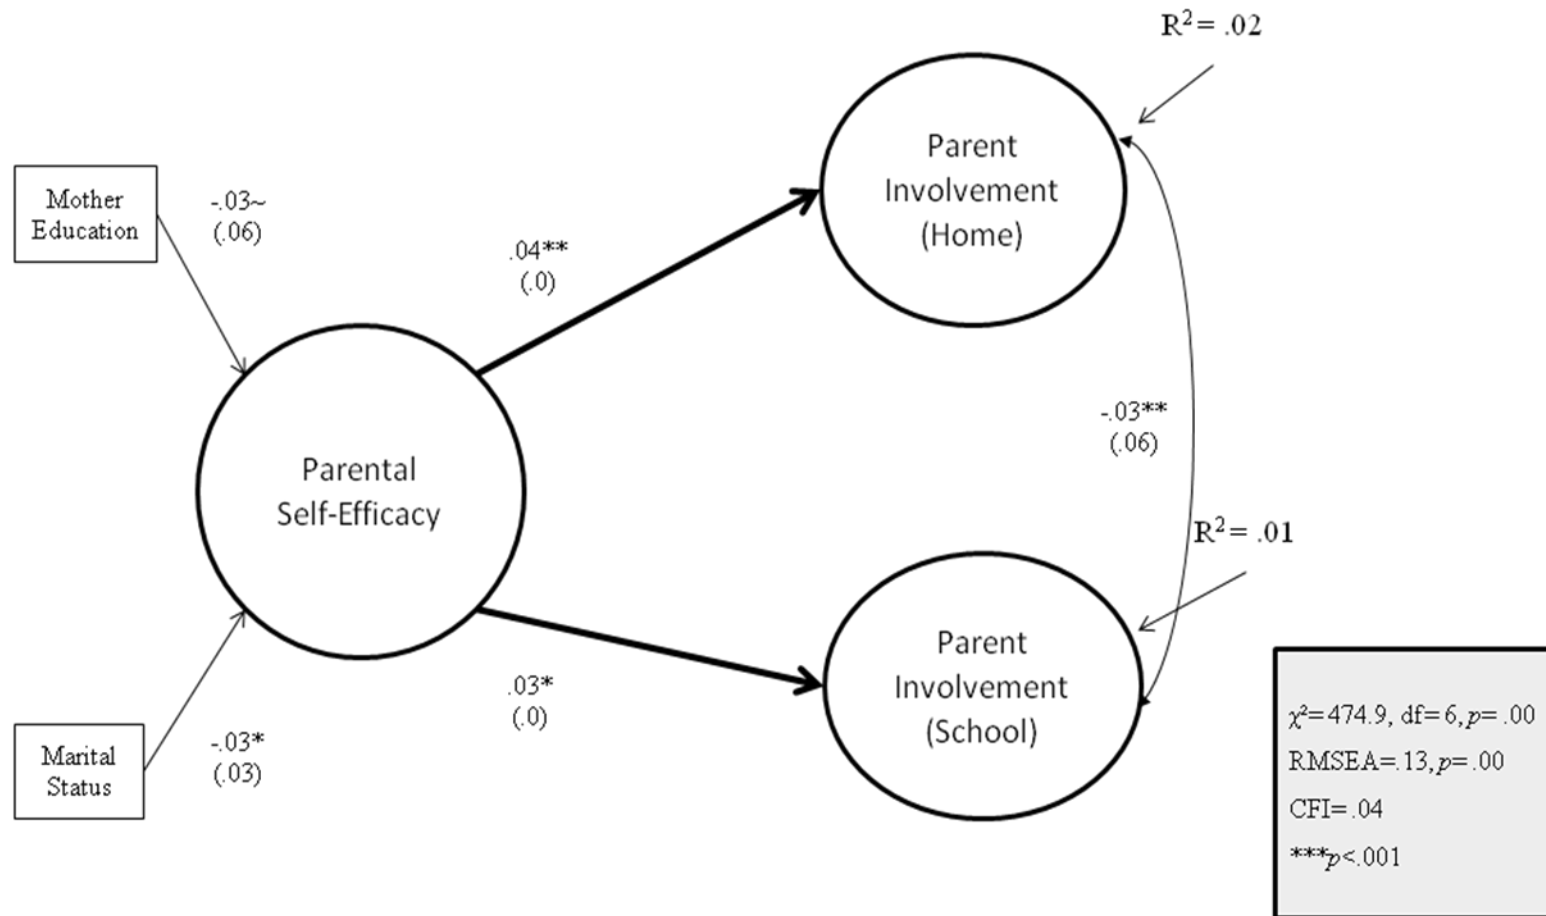 R²= .02
Parent
Involvement
(Home)
Mother
Education
-.03~
(.06)
.04**
(.0)
-.03**
(.06)
Parental
Self-Efficacy
R²= .01
Parent
Involvement
(School)
.03*
(.0)
Marital
Status
-.03*
(.03)
χ²=474.9, df=6,p=.00
RMSEA=.13,p=.00
CFI=.04
***p<.001